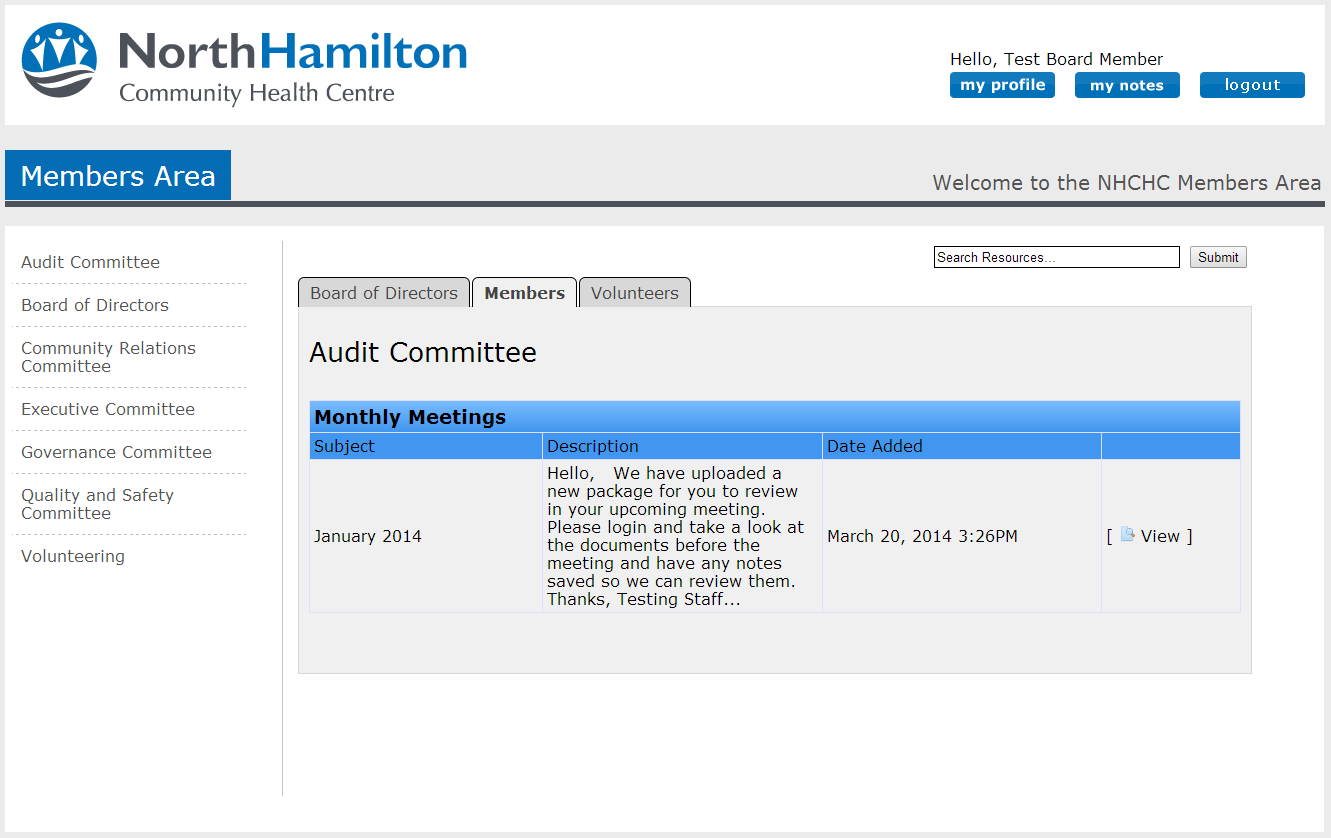 NorthHamilton
Community Health Centre
Hello, Test Board Member
my profile
my notes
logout
Members Area
Welcome to the NHCHC Members Area
Audit Committee
Board of Directors
Community Relations
Committee
Executive Committee
Governance Committee
Quality and Safety
Committee
Volunteering
Search Resources...
Submit
Board of Directors
Members
Volunteers
Audit Committee
Monthly Meetings
Subject
Description
Date Added
January 2014
Hello,   We have uploaded a
new package for you to review
in your upcoming meeting.
Please login and take a look at
the documents before the
meeting and have any notes
saved so we can review them.
Thanks, Testing Staff...
March 20, 2014 3:26PM
[ View ]